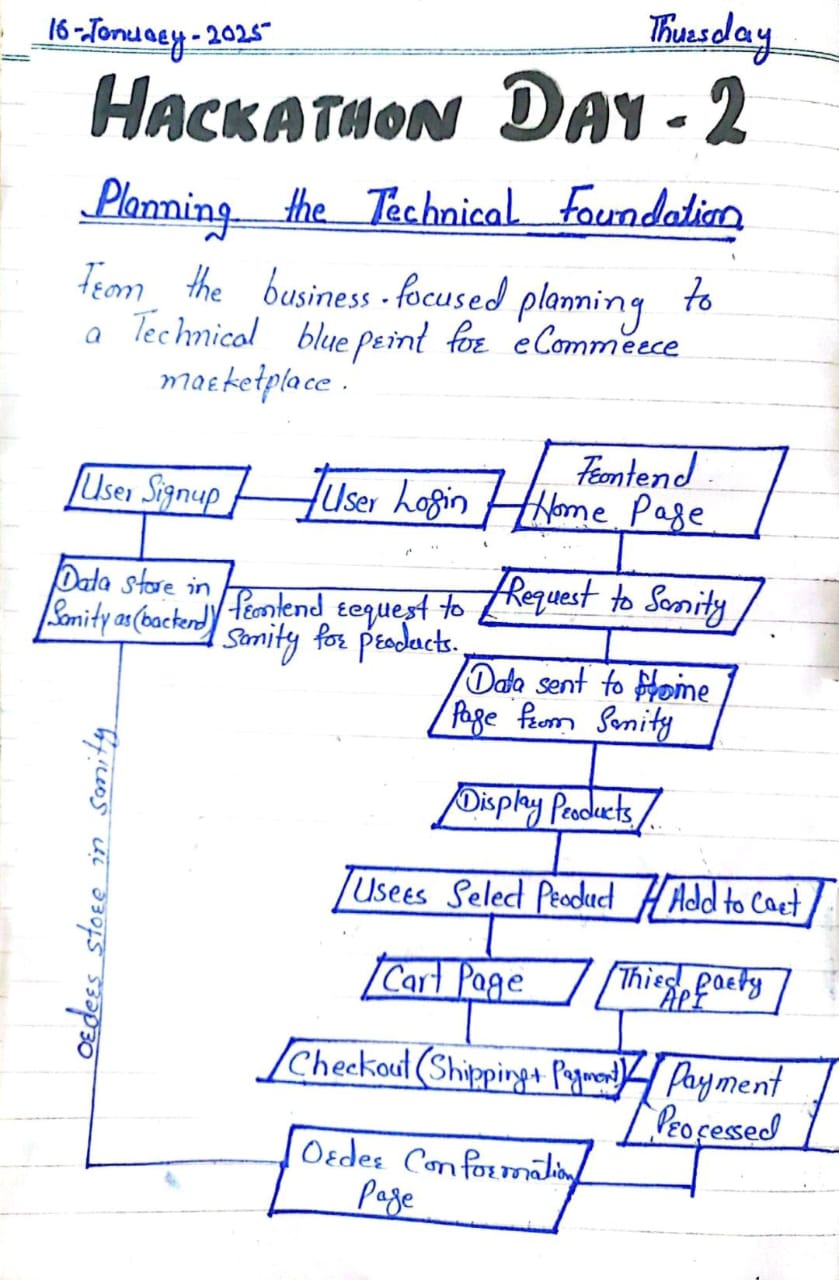 16-January-2025 Thursday
HACKATHON DAY - 2
Planning the Technical Foundation
From the business-focused planning to
a Technical blueprint for eCommerce
marketplace.
User Signup
User Login
Frontend
Home Page
Data store in
Sanity as (backend)
frontend request to
Sanity for products.
Request to Sanity
Data sent to Home
Page from Sanity
Display Products
Users Select Product
Add to Cart
Cart Page
Third party
API
Checkout (Shipping + Payment)
Payment
Processed
Orders store in Sanity
Order Conformation
Page